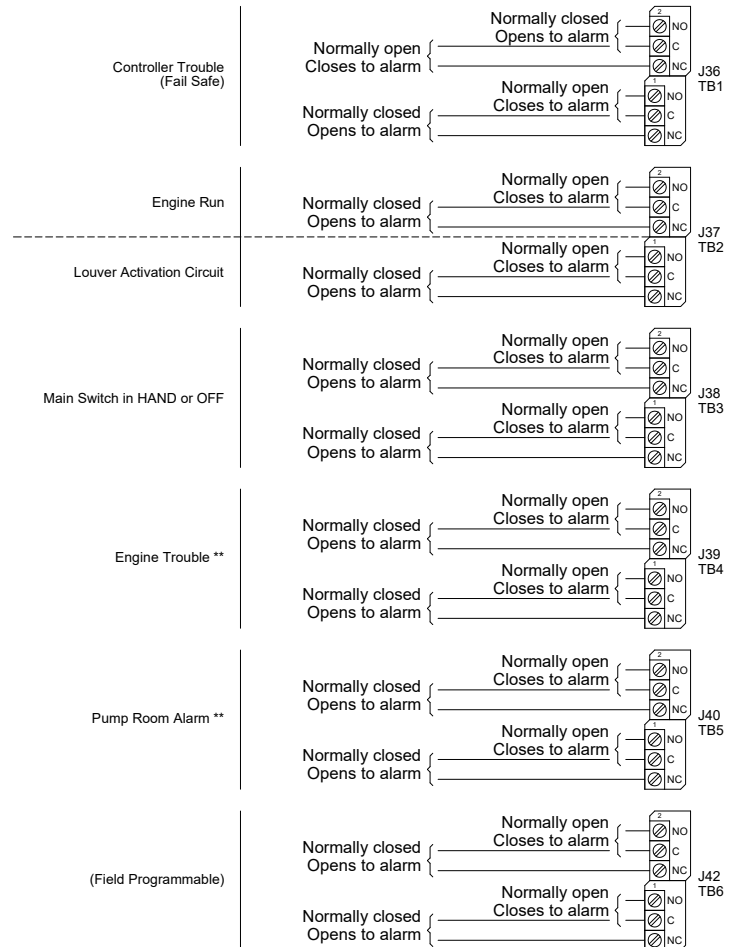 2
Normally closed
Opens to alarm
NO
Normally open
Closes to alarm
C
NC
Controller Trouble
(Fail Safe)
J36
TB1
1
Normally open
Closes to alarm
NO
Normally closed
Opens to alarm
C
NC
2
Normally open
Closes to alarm
NO
Engine Run
Normally closed
Opens to alarm
C
NC
J37
TB2
1
Normally open
Closes to alarm
NO
Louver Activation Circuit
Normally closed
Opens to alarm
C
NC
2
Normally open
Closes to alarm
NO
Normally closed
Opens to alarm
C
NC
Main Switch in HAND or OFF
J38
TB3
1
Normally open
Closes to alarm
NO
Normally closed
Opens to alarm
C
NC
2
Normally open
Closes to alarm
NO
Normally closed
Opens to alarm
C
NC
Engine Trouble **
J39
TB4
1
Normally open
Closes to alarm
NO
Normally closed
Opens to alarm
C
NC
2
Normally open
Closes to alarm
NO
Normally closed
Opens to alarm
C
NC
Pump Room Alarm **
J40
TB5
1
Normally open
Closes to alarm
NO
Normally closed
Opens to alarm
C
NC
2
Normally open
Closes to alarm
NO
Normally closed
Opens to alarm
C
NC
(Field Programmable)
J42
TB6
1
Normally open
Closes to alarm
NO
Normally closed
Opens to alarm
C
NC